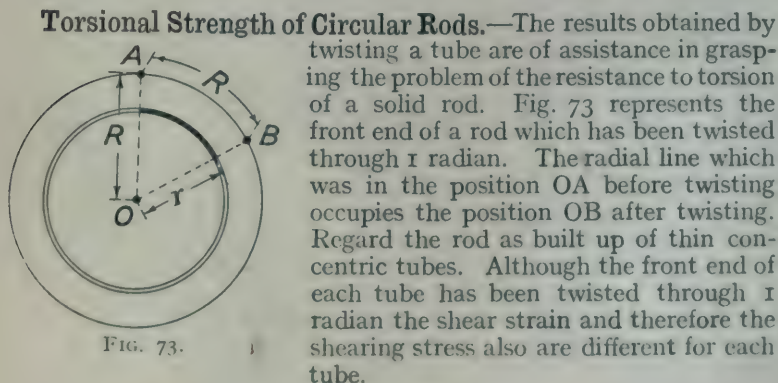 Torsional Strength of Circular Rods.—The results obtained by
twisting a tube are of assistance in grasp-
ing the problem of the resistance to torsion
of a solid rod. Fig. 73 represents the
front end of a rod which has been twisted
through 1 radian. The radial line which
was in the position OA before twisting
occupies the position OB after twisting.
Regard the rod as built up of thin con-
centric tubes. Although the front end of
each tube has been twisted through 1
radian the shear strain and therefore the
shearing stress also are different for each
tube.
A
R
B
R
O
r
FIG. 73.